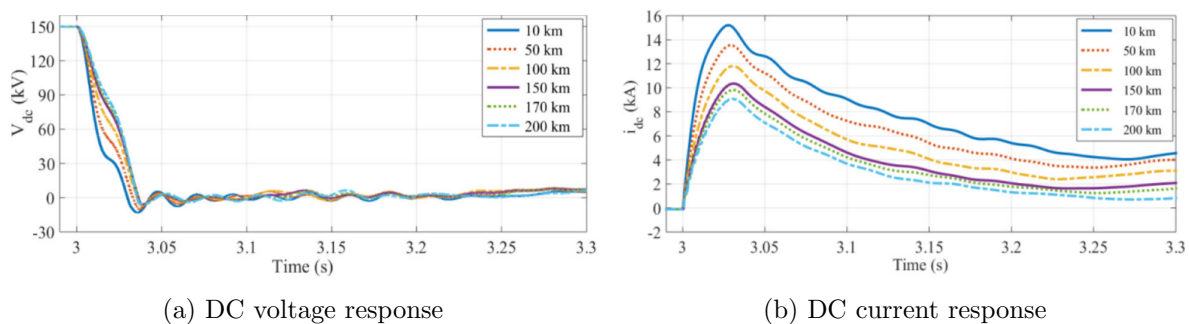 150
120
90
60
30
0
-30
V_dc (kV)
3
3.05
3.1
3.15
3.2
3.25
3.3
Time (s)
10 km
50 km
100 km
150 km
170 km
200 km
(a) DC voltage response
16
14
12
10
8
6
4
2
0
-2
i_dc (kA)
3
3.05
3.1
3.15
3.2
3.25
3.3
Time (s)
10 km
50 km
100 km
150 km
170 km
200 km
(b) DC current response